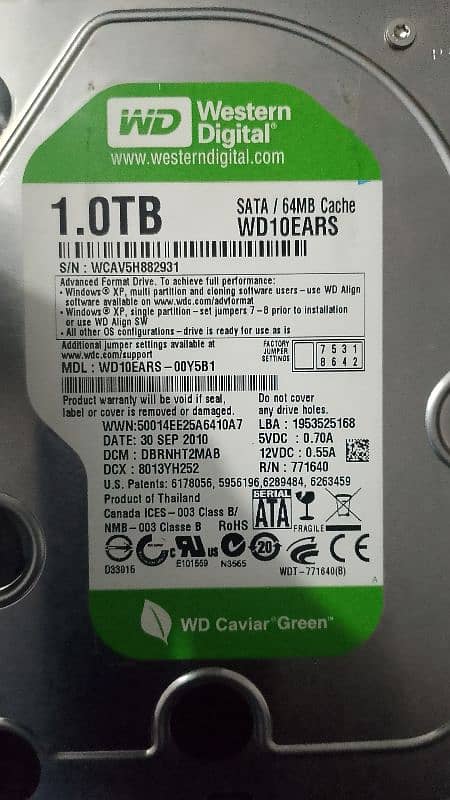 WD Western Digital®
www.westerndigital.com
1.0TB
SATA / 64MB Cache
WD10EARS
S/N : WCAV5H882931
Advanced Format Drive. To achieve full performance:
• Windows® XP, multi partition and cloning software users - use WD Align
software available on www.wdc.com/advformat
• Windows® XP, single partition - set jumpers 7-8 prior to installation
or use WD Align SW
• All other OS configurations - drive is ready for use as is
Additional jumper settings available at
www.wdc.com/support
FACTORY
JUMPER
SETTINGS
7 5 3 1
8 6 4 2
MDL : WD10EARS-00Y5B1
Product warranty will be void if seal,
label or cover is removed or damaged.
Do not cover
any drive holes.
WWN:50014EE25A6410A7
LBA : 1953525168
DATE: 30 SEP 2010
5VDC : 0.70A
DCM : DBRNHT2MAB
12VDC : 0.55A
DCX : 8013YH252
R/N : 771640
U.S. Patents: 6178056, 5956196,6289484, 6263459
Product of Thailand
Canada ICES-003 Class B/
NMB-003 Classe B
RoHS
SERIAL
ATA
FRAGILE
D33015
c RU us
E101559
N3565
20
CE
WDT-771640(B)
A
WD Caviar® Green™